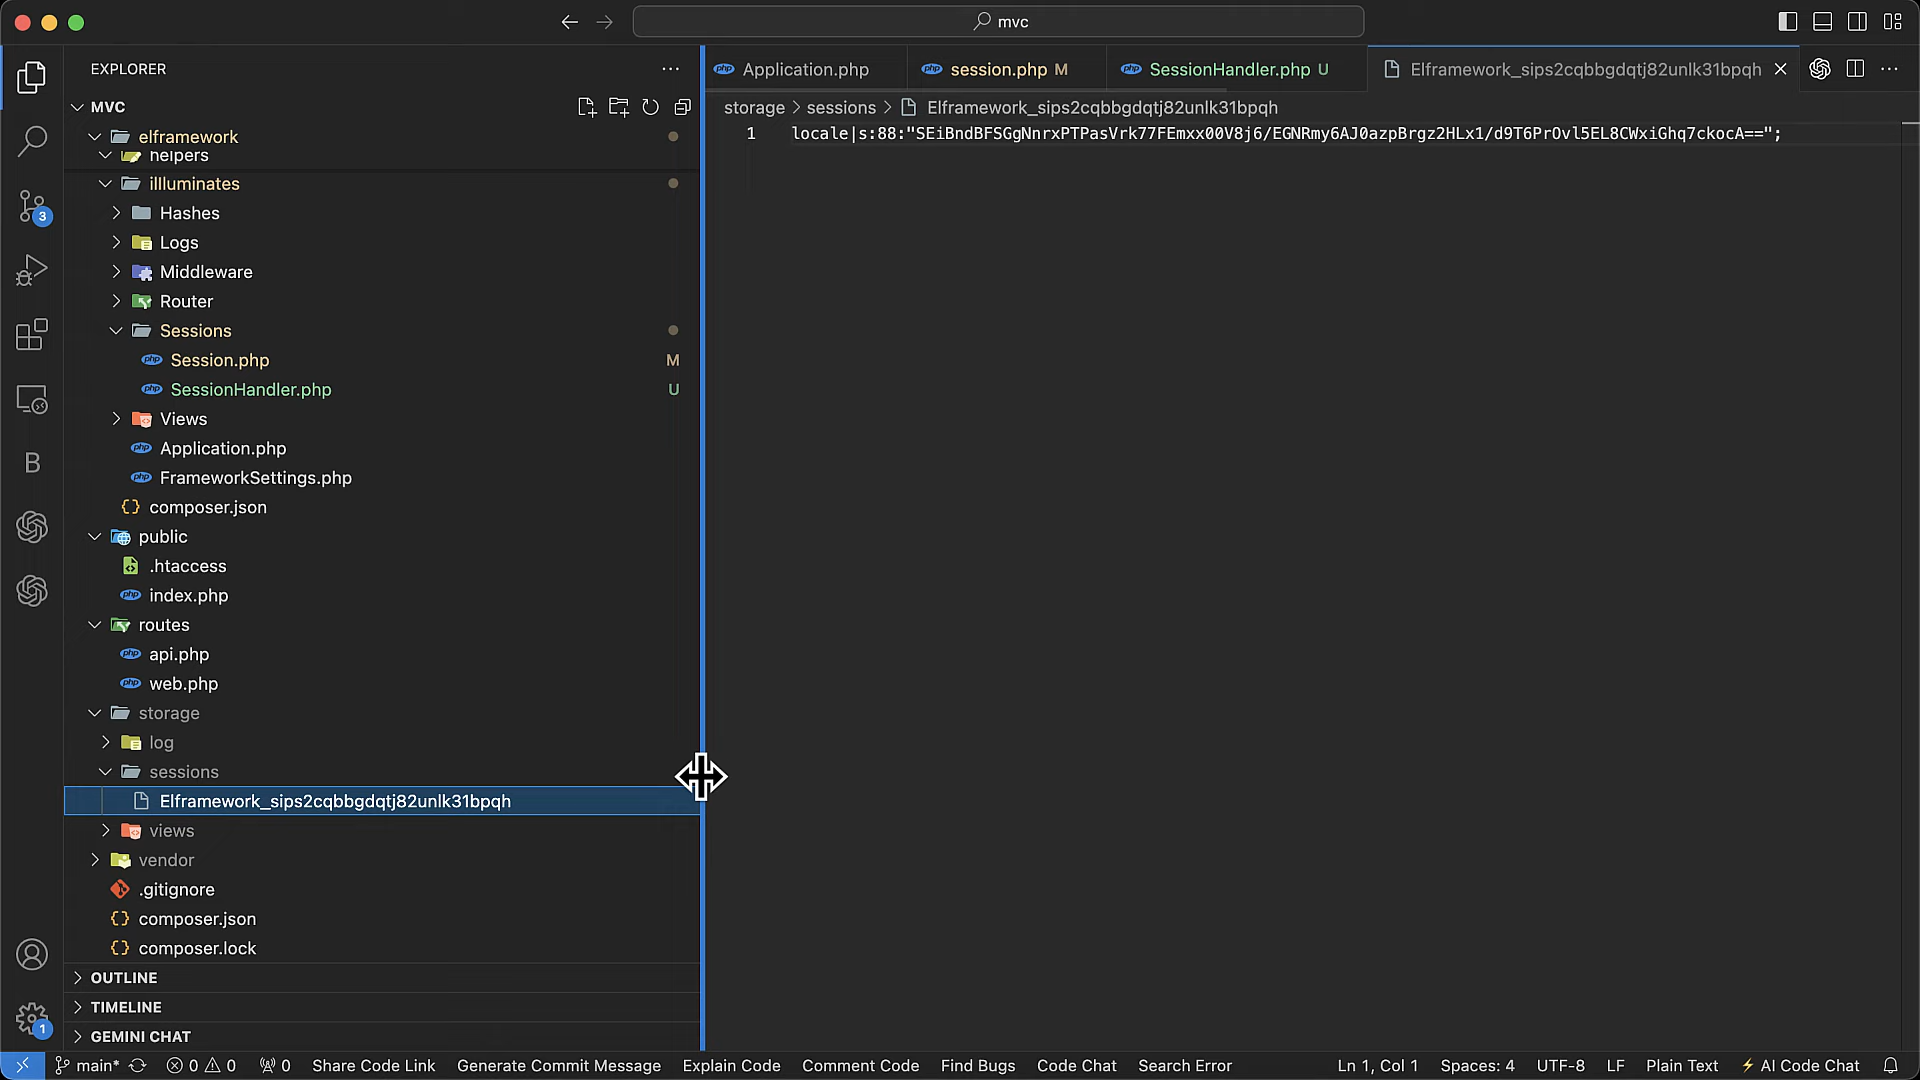 mvc
EXPLORER
MVC
elframework
helpers
illluminates
Hashes
Logs
Middleware
Router
Sessions
Session.php M
SessionHandler.php U
Views
Application.php
FrameworkSettings.php
composer.json
public
.htaccess
index.php
routes
api.php
web.php
storage
log
sessions
Elframework_sips2cqbbgdqtj82unlk31bpqh
views
vendor
.gitignore
composer.json
composer.lock
OUTLINE
TIMELINE
GEMINI CHAT
3
B
1
Application.php
session.php M
SessionHandler.php U
Elframework_sips2cqbbgdqtj82unlk31bpqh
storage > sessions > Elframework_sips2cqbbgdqtj82unlk31bpqh
1 locale|s:88:"SEiBndBFSGgNnrxPTPasVrk77FEmxx00V8j6/EGNRmy6AJ0azpBrgz2HLx1/d9T6PrOvl5EL8CWxiGhq7ckocA==";
main* 0 0 0 Share Code Link Generate Commit Message Explain Code Comment Code Find Bugs Code Chat Search Error Ln 1, Col 1 Spaces: 4 UTF-8 LF Plain Text AI Code Chat